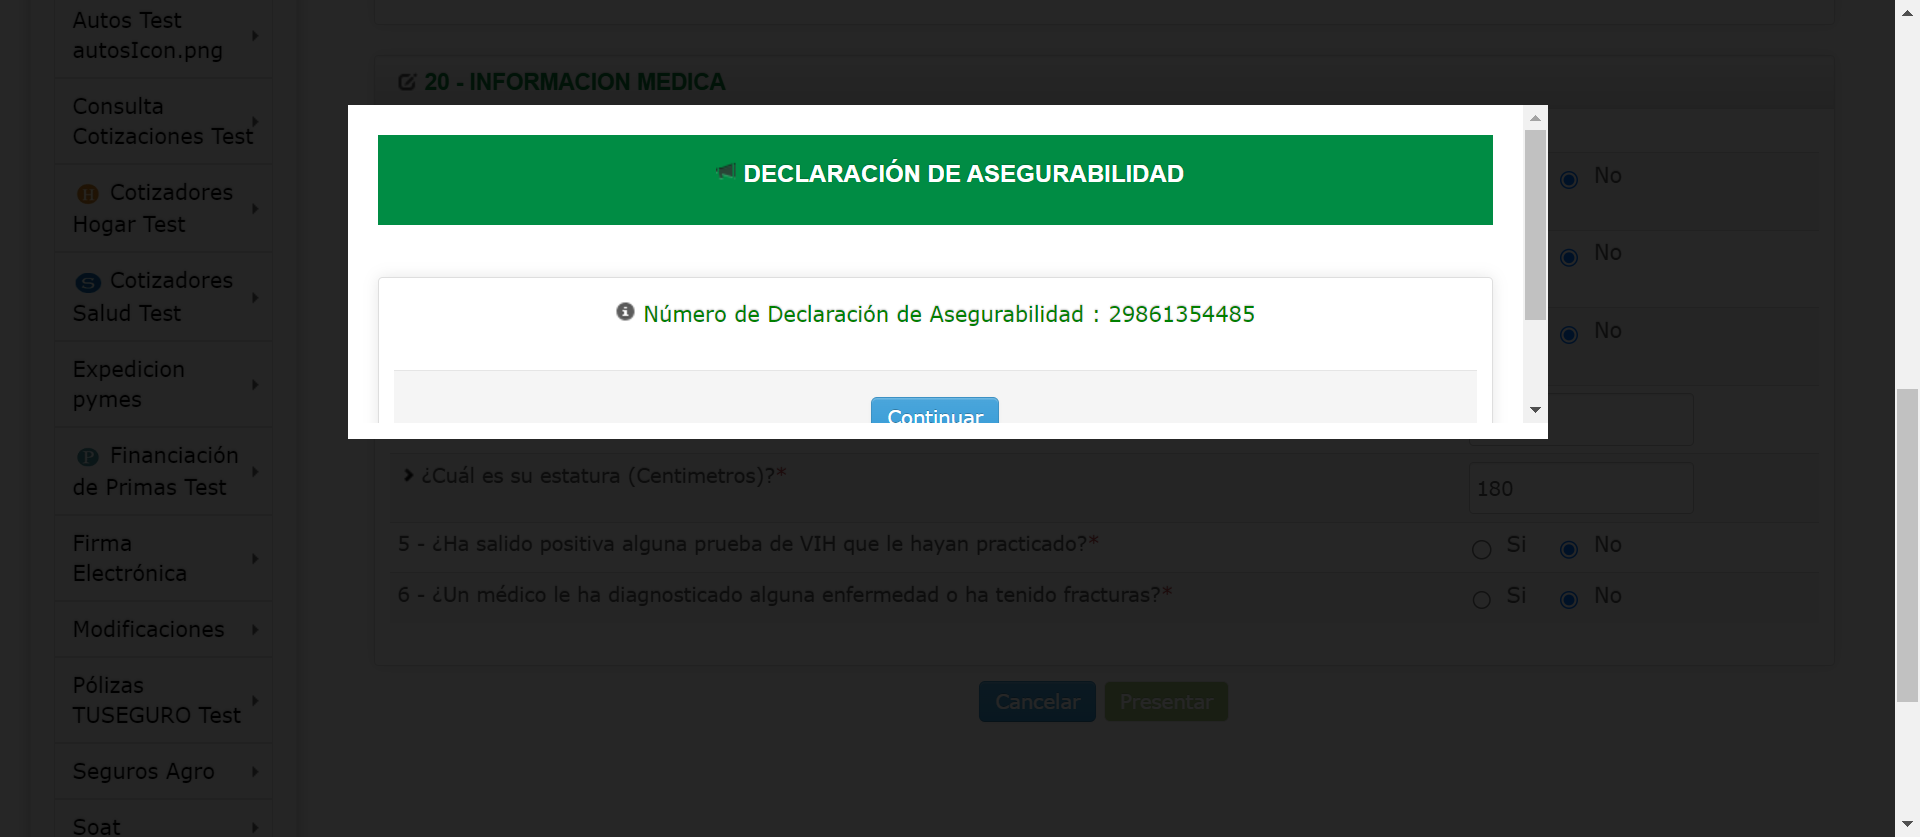 Autos Test
autosIcon.png
Consulta
Cotizaciones Test
H Cotizadores
Hogar Test
S Cotizadores
Salud Test
Expedicion
pymes
P Financiación
de Primas Test
Firma
Electrónica
Modificaciones
Pólizas
TUSEGURO Test
Seguros Agro
Soat
20 - INFORMACION MEDICA
DECLARACIÓN DE ASEGURABILIDAD
Número de Declaración de Asegurabilidad : 29861354485
Continuar
No
No
No
¿Cuál es su estatura (Centimetros)?* 180
5 - ¿Ha salido positiva alguna prueba de VIH que le hayan practicado?* Si No
6 - ¿Un médico le ha diagnosticado alguna enfermedad o ha tenido fracturas?* Si No
Cancelar Presentar